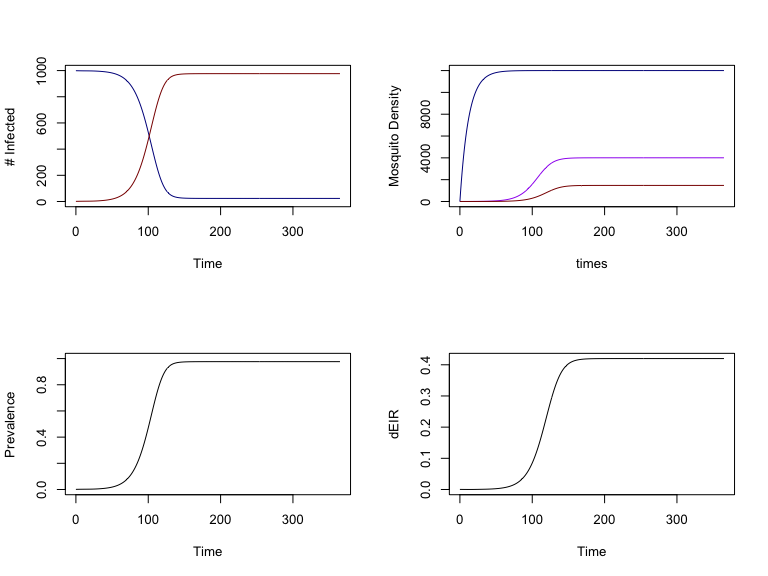 # Infected
0 200 600 1000
0 100 200 300
Time
Mosquito Density
0 4000 8000
0 100 200 300
times
Prevalence
0.0 0.4 0.8
0 100 200 300
Time
dEIR
0.0 0.1 0.2 0.3 0.4
0 100 200 300
Time